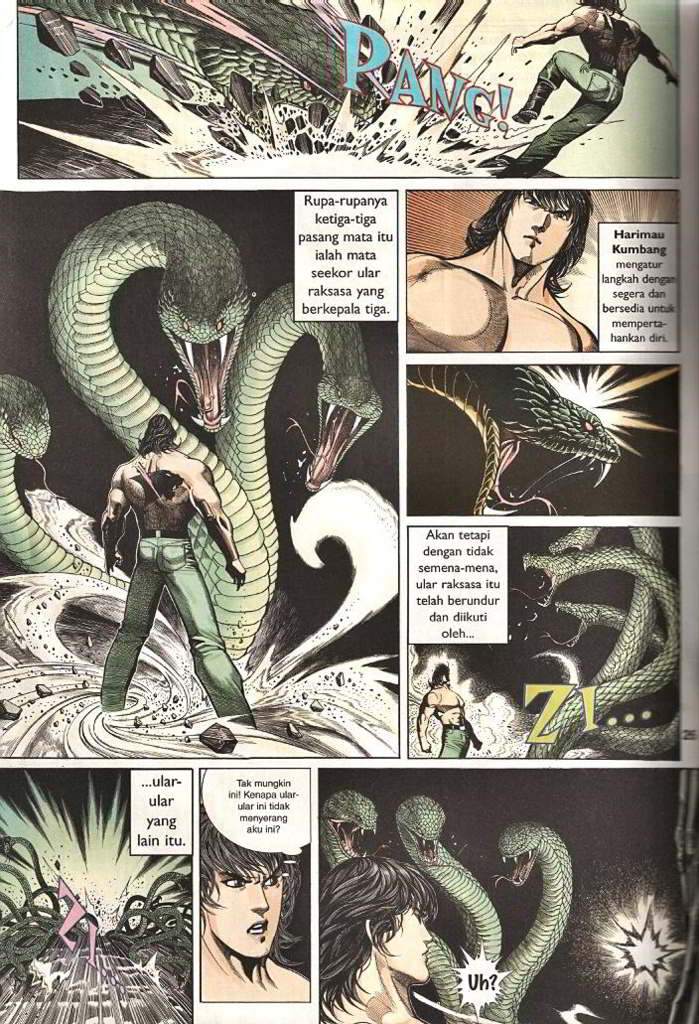 PANG!
Rupa-rupanya
ketiga-tiga
pasang mata itu
ialah mata
seekor ular
raksasa yang
berkepala tiga.
Harimau
Kumbang
mengatur
langkah dengan
segera dan
bersedia untuk
memperta-
hankan diri.
Akan tetapi
dengan tidak
semena-mena,
ular raksasa itu
telah berundur
dan diikuti
oleh...
ZI...
...ular-
ular
yang
lain itu.
ZI
Tak mungkin
ini! Kenapa ular-
ular ini tidak
menyerang
aku ini?
Uh?